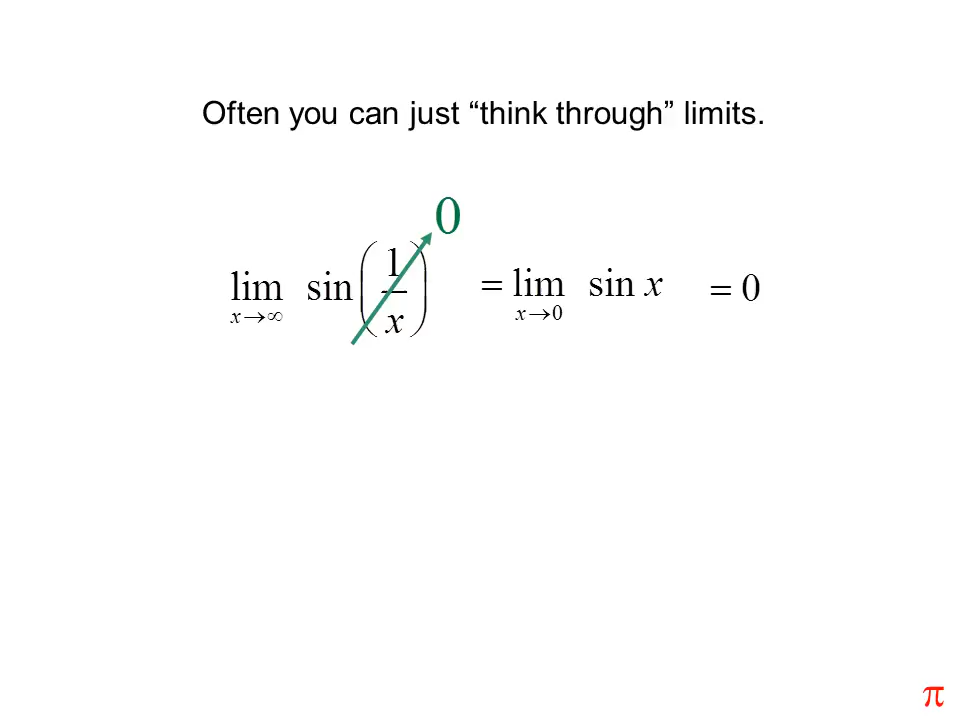 Often you can just “think through” limits.
0
lim x→∞ sin(1/x) = lim x→0 sin x = 0
π